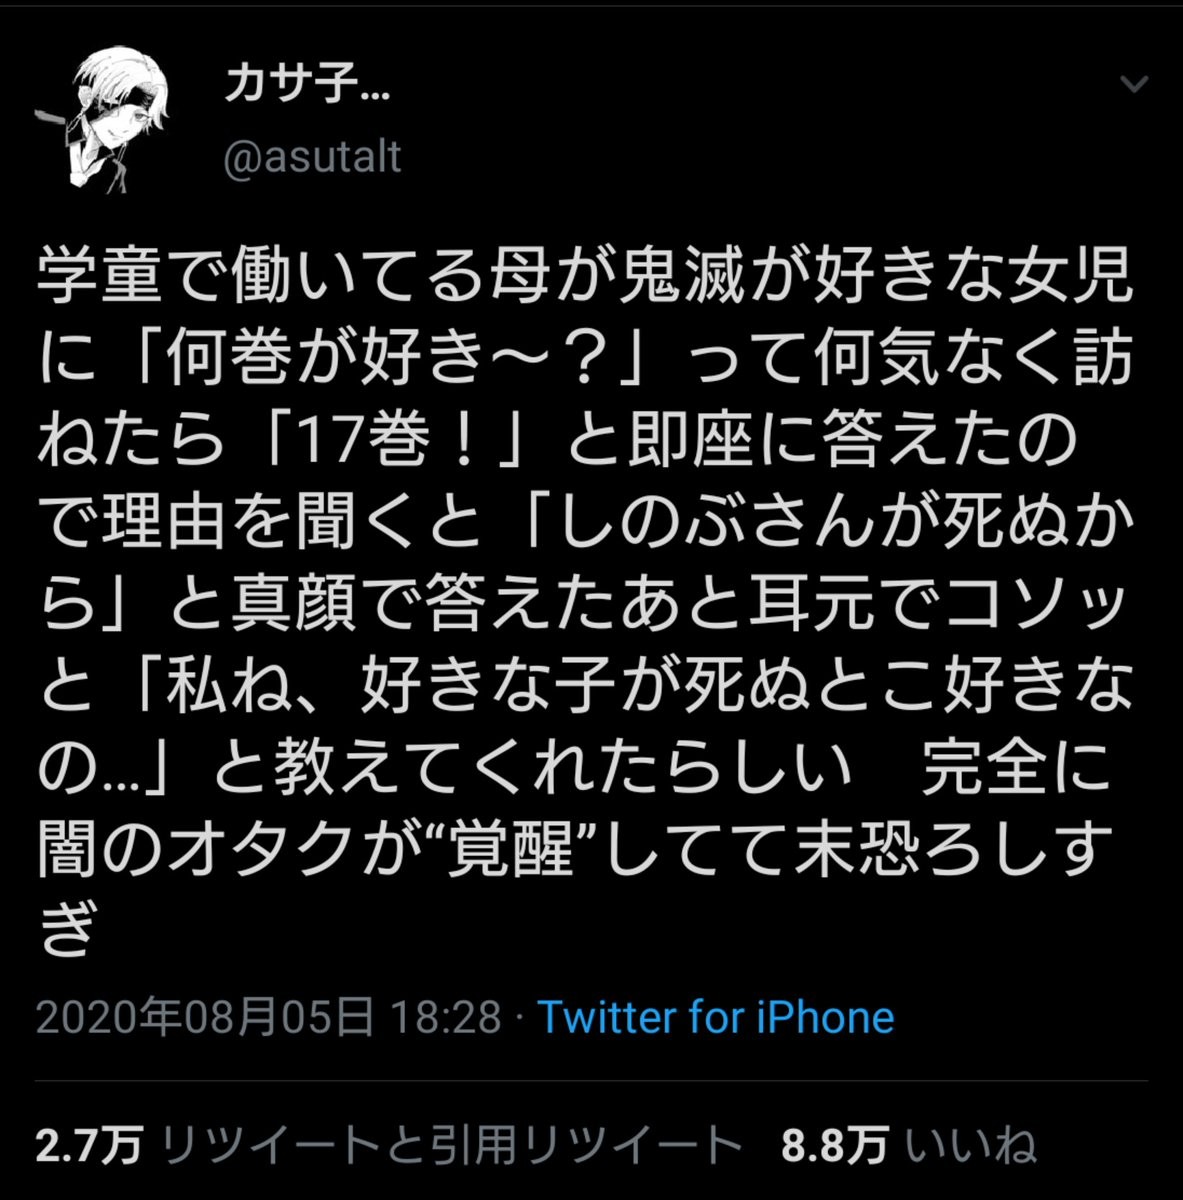 カサ子...
@asutalt
学童で働いてる母が鬼滅が好きな女児
に「何巻が好き〜？」って何気なく訪
ねたら「17巻！」と即座に答えたの
で理由を聞くと「しのぶさんが死ぬか
ら」と真顔で答えたあと耳元でコソッ
と「私ね、好きな子が死ぬとこ好きな
の...」と教えてくれたらしい　完全に
闇のオタクが“覚醒”してて末恐ろしす
ぎ
2020年08月05日 18:28 · Twitter for iPhone
2.7万 リツイートと引用リツイート 8.8万 いいね